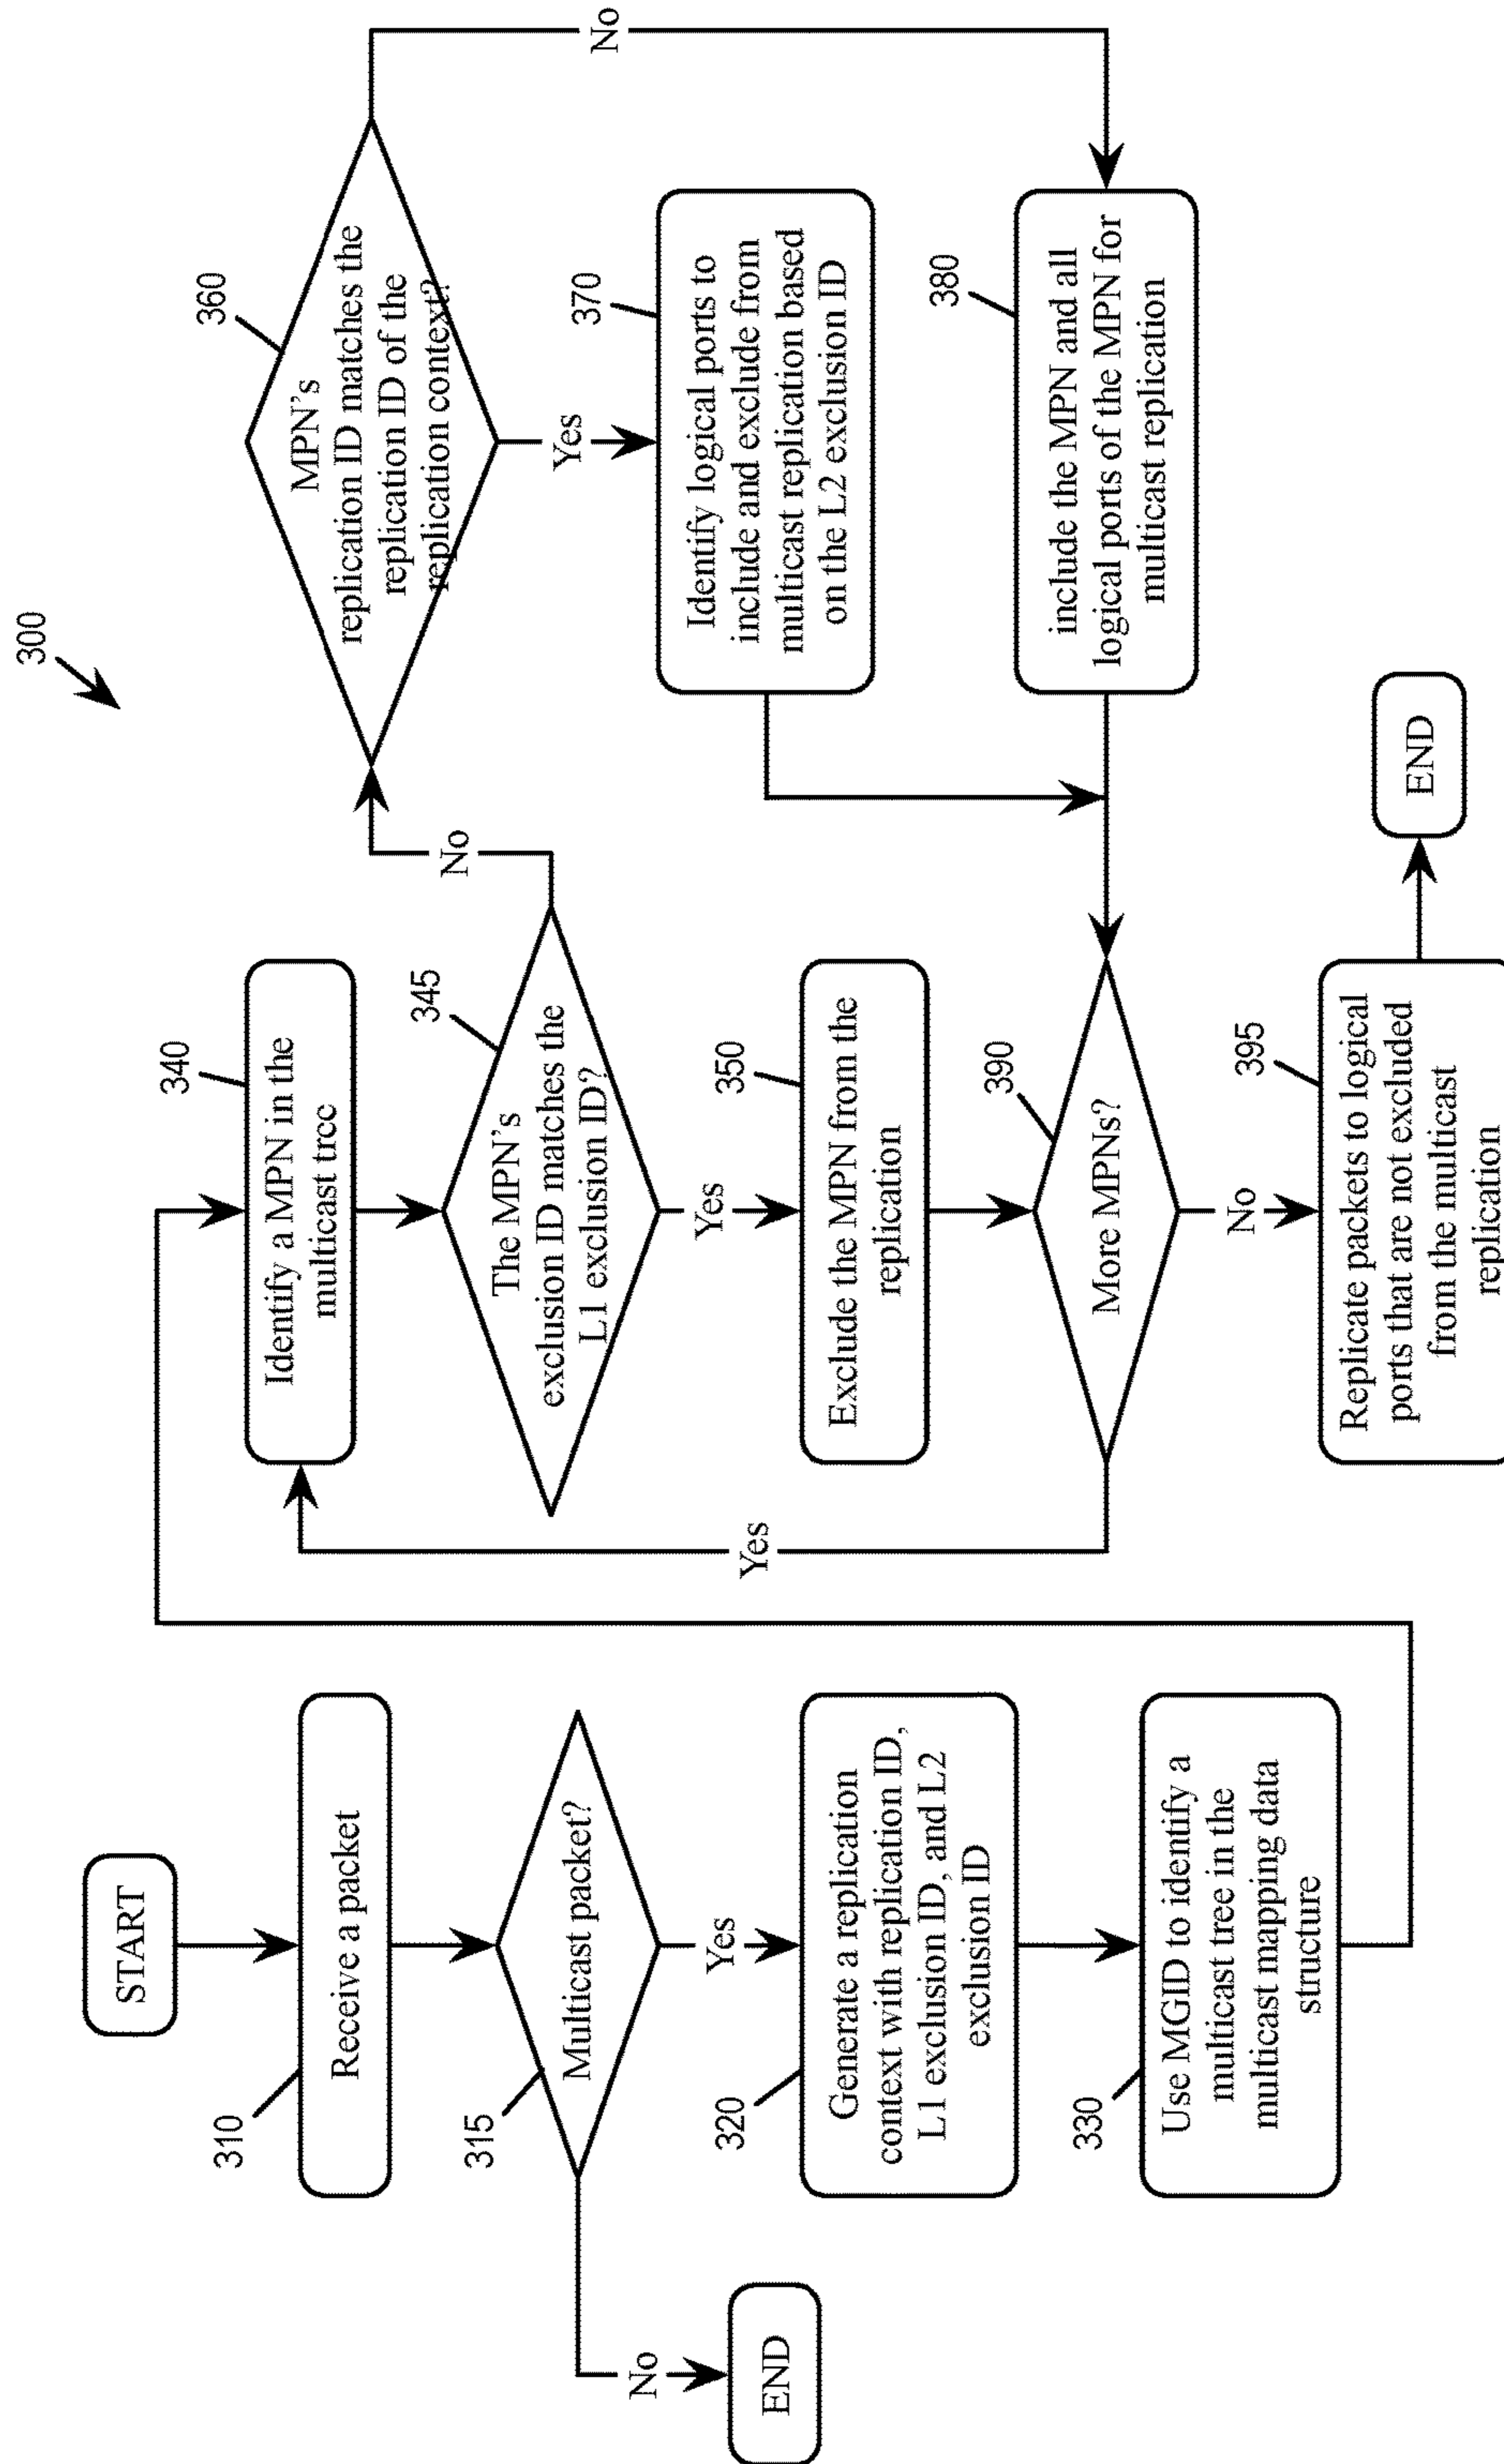 300
START
310
Receive a packet
315
Multicast packet?
No
END
Yes
320
Generate a replication
context with replication ID,
L1 exclusion ID, and L2
exclusion ID
330
Use MGID to identify a
multicast tree in the
multicast mapping data
structure
340
Identify a MPN in the
multicast tree
345
The MPN's
exclusion ID matches the
L1 exclusion ID?
No
Yes
350
Exclude the MPN from the
replication
390
More MPNs?
Yes
No
395
Replicate packets to logical
ports that are not excluded
from the multicast
replication
END
360
MPN's
replication ID matches the
replication ID of the
replication context?
No
Yes
370
Identify logical ports to
include and exclude from
multicast replication based
on the L2 exclusion ID
380
include the MPN and all
logical ports of the MPN for
multicast replication